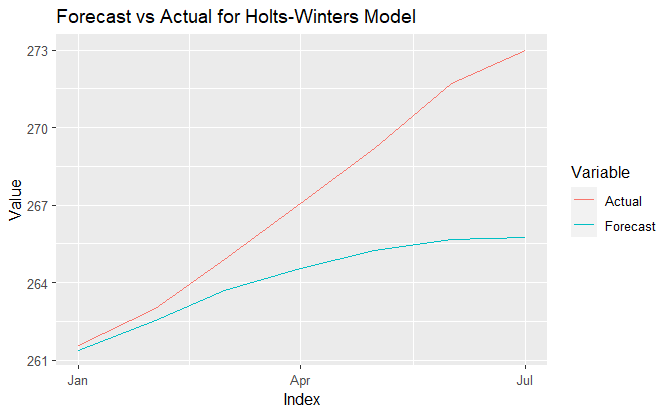 Forecast vs Actual for Holts-Winters Model
273
270
267
264
261
Value
Jan
Apr
Jul
Index
Variable
Actual
Forecast